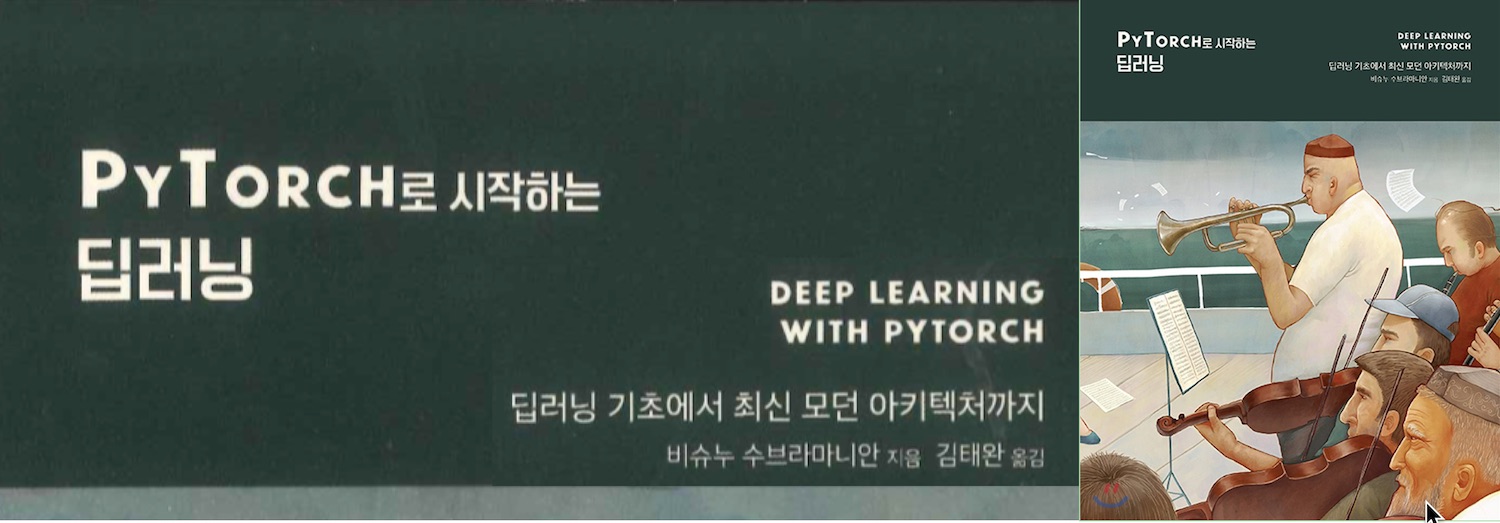 PYTORCH로 시작하는
딥러닝
DEEP LEARNING
WITH PYTORCH
딥러닝 기초에서 최신 모던 아키텍처까지
비슈누 수브라마니안 지음 김태완 옮김
PYTORCH로 시작하는
딥러닝
DEEP LEARNING
WITH PYTORCH
딥러닝 기초에서 최신 모던 아키텍처까지
비슈누 수브라마니안 지음 김태완 옮김